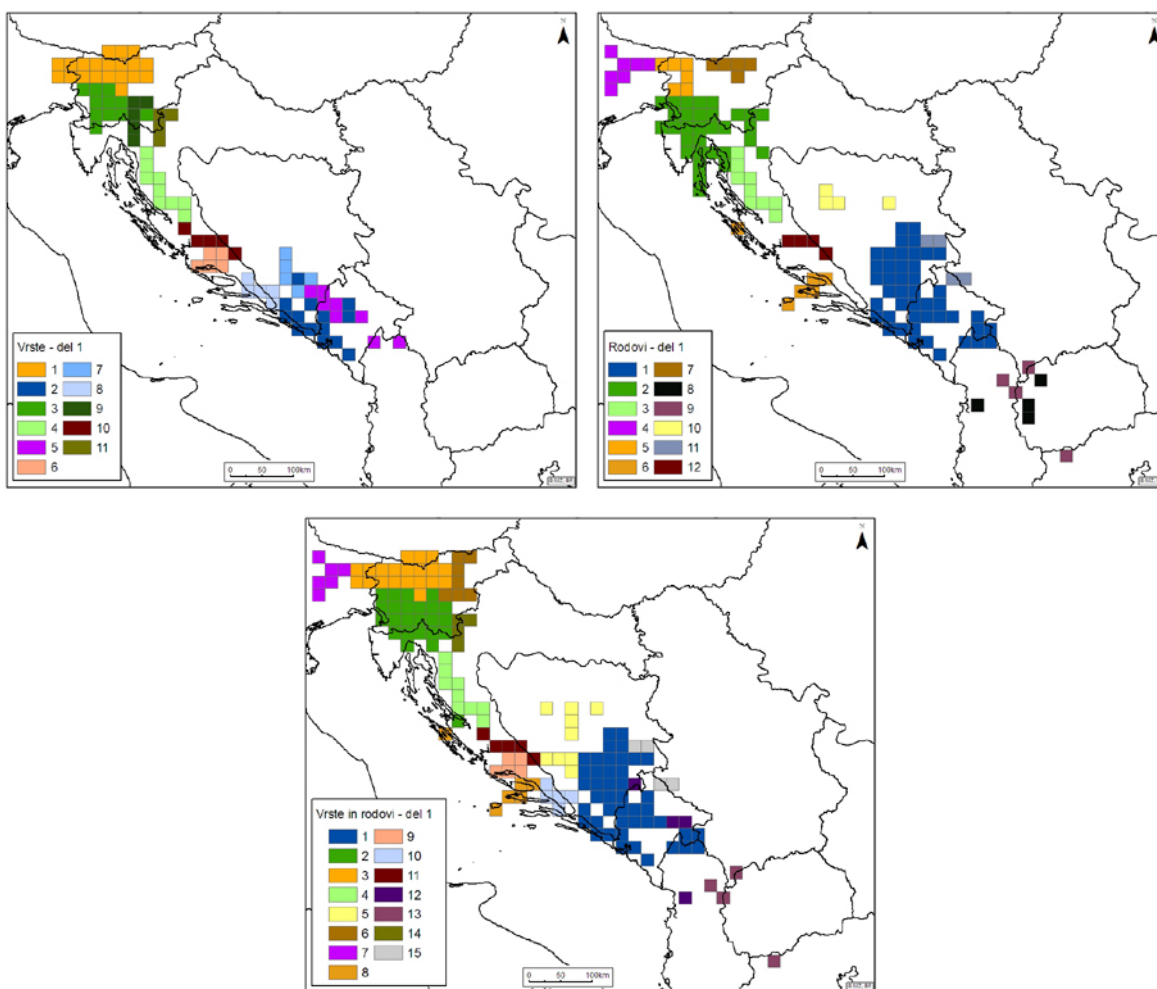 N
Vrste - del 1
1 7
2 8
3 9
4 10
5 11
6
0 50 100km
N
Rodovi - del 1
1 7
2 8
3 9
4 10
5 11
6 12
0 50 100km
N
Vrste in rodovi - del 1
1 9
2 10
3 11
4 12
5 13
6 14
7 15
8
0 50 100km